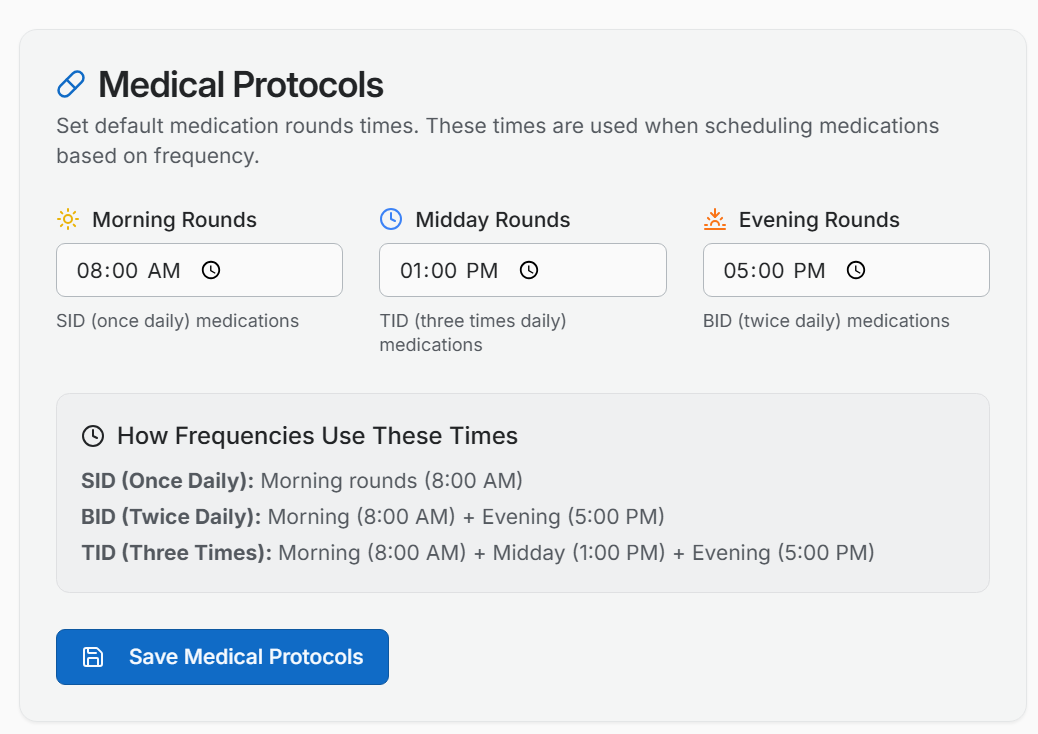 Medical Protocols
Set default medication rounds times. These times are used when scheduling medications
based on frequency.
Morning Rounds
08:00 AM
SID (once daily) medications
Midday Rounds
01:00 PM
TID (three times daily)
medications
Evening Rounds
05:00 PM
BID (twice daily) medications
How Frequencies Use These Times
SID (Once Daily): Morning rounds (8:00 AM)
BID (Twice Daily): Morning (8:00 AM) + Evening (5:00 PM)
TID (Three Times): Morning (8:00 AM) + Midday (1:00 PM) + Evening (5:00 PM)
Save Medical Protocols